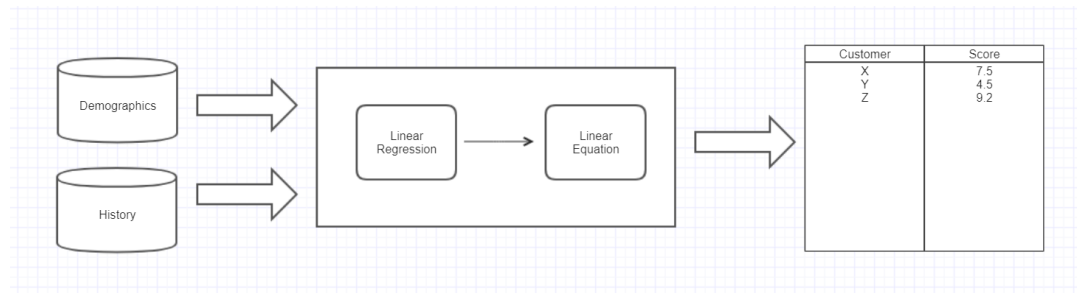 Demographics
History
Linear
Regression
Linear
Equation
Customer Score
X 7.5
Y 4.5
Z 9.2